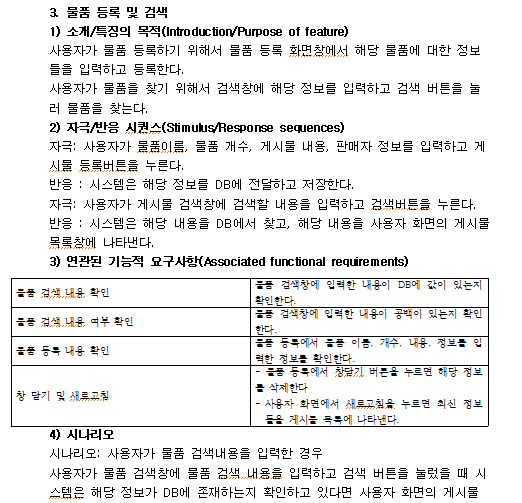 3. 물품 등록 및 검색
1) 소개/특징의 목적(Introduction/Purpose of feature)
사용자가 물품 등록하기 위해서 물품 등록 화면창에서 해당 물품에 대한 정보
들을 입력하고 등록한다.
사용자가 물품을 찾기 위해서 검색창에 해당 정보를 입력하고 검색 버튼을 눌
러 물품을 찾는다.
2) 자극/반응 시퀀스(Stimulus/Response sequences)
자극: 사용자가 물품이름, 물품 개수, 게시물 내용, 판매자 정보를 입력하고 게
시물 등록버튼을 누른다.
반응 : 시스템은 해당 정보를 DB에 전달하고 저장한다.
자극: 사용자가 게시물 검색창에 검색할 내용을 입력하고 검색버튼을 누른다.
반응 : 시스템은 해당 내용을 DB에서 찾고, 해당 내용을 사용자 화면의 게시물
목록창에 나타낸다.
3) 연관된 기능적 요구사항(Associated functional requirements)
물품 검색 내용 확인
물품 검색창에 입력한 내용이 DB에 값이 있는지
확인한다.
물품 검색 내용 여부 확인
물품 검색창에 입력한 내용이 공백이 있는지 확인
한다.
물품 등록 내용 확인
물품 등록에서 물품 이름, 개수, 내용, 정보를 입
력한 정보를 확인한다.
창 닫기 및 새로고침
- 물품 등록에서 창닫기 버튼을 누르면 해당 정보
를 삭제한다
- 사용자 화면에서 새로고침을 누르면 최신 정보
들을 게시물 목록에 나타낸다.
4) 시나리오
시나리오: 사용자가 물품 검색내용을 입력한 경우
사용자가 물품 검색창에 물품 검색 내용을 입력하고 검색 버튼을 눌렀을 때 시
스템은 해당 정보가 DB에 존재하는지 확인하고 있다면 사용자 화면의 게시물